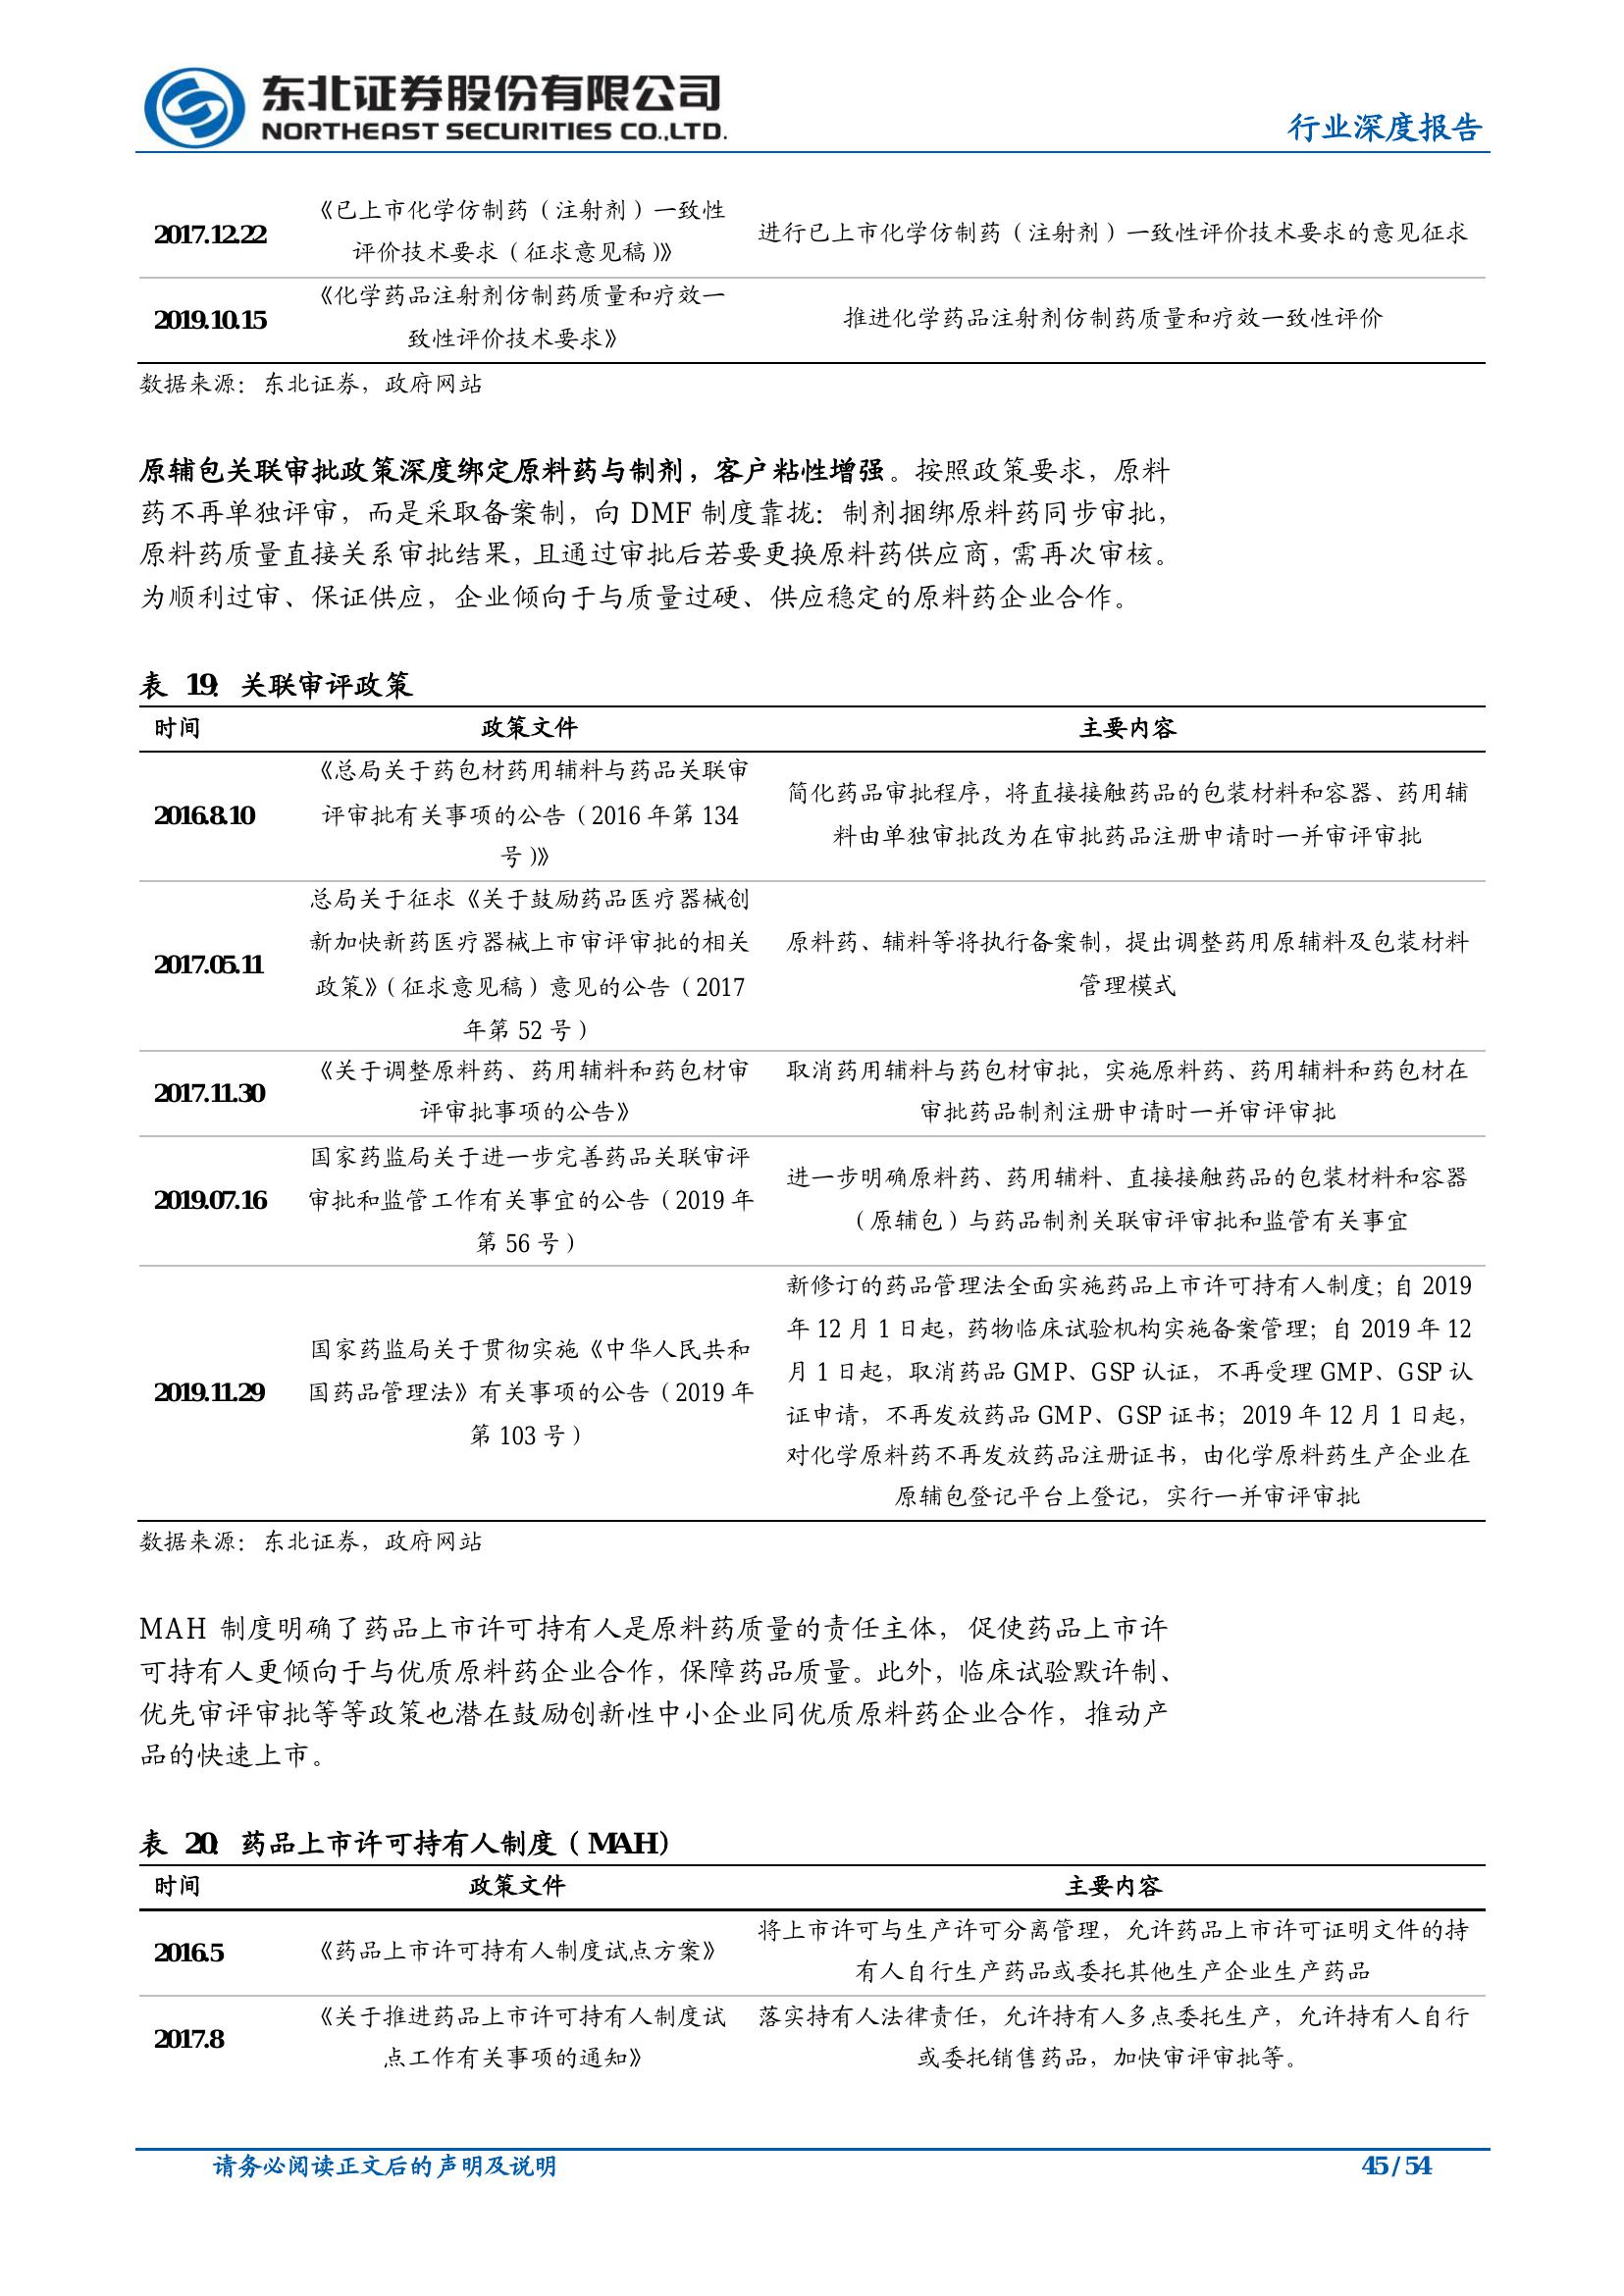 东北证券股份有限公司
NORTHEAST SECURITIES CO.,LTD.
行业深度报告
2017.12.22
《已上市化学仿制药（注射剂）一致性
评价技术要求（征求意见稿）》
进行已上市化学仿制药（注射剂）一致性评价技术要求的意见征求
2019.10.15
《化学药品注射剂仿制药质量和疗效一
致性评价技术要求》
推进化学药品注射剂仿制药质量和疗效一致性评价
数据来源：东北证券，政府网站
原辅包关联审批政策深度绑定原料药与制剂，客户粘性增强。按照政策要求，原料
药不再单独评审，而是采取备案制，向 DMF 制度靠拢：制剂捆绑原料药同步审批，
原料药质量直接关系审批结果，且通过审批后若要更换原料药供应商，需再次审核。
为顺利过审、保证供应，企业倾向于与质量过硬、供应稳定的原料药企业合作。
表 19：关联审评政策
时间
政策文件
主要内容
2016.8.10
《总局关于药包材药用辅料与药品关联审
评审批有关事项的公告（2016 年第 134
号）》
简化药品审批程序，将直接接触药品的包装材料和容器、药用辅
料由单独审批改为在审批药品注册申请时一并审评审批
2017.05.11
总局关于征求《关于鼓励药品医疗器械创
新加快新药医疗器械上市审评审批的相关
政策》（征求意见稿）意见的公告（2017
年第 52 号）
原料药、辅料等将执行备案制，提出调整药用原辅料及包装材料
管理模式
2017.11.30
《关于调整原料药、药用辅料和药包材审
评审批事项的公告》
取消药用辅料与药包材审批，实施原料药、药用辅料和药包材在
审批药品制剂注册申请时一并审评审批
2019.07.16
国家药监局关于进一步完善药品关联审评
审批和监管工作有关事宜的公告（2019 年
第 56 号）
进一步明确原料药、药用辅料、直接接触药品的包装材料和容器
（原辅包）与药品制剂关联审评审批和监管有关事宜
2019.11.29
国家药监局关于贯彻实施《中华人民共和
国药品管理法》有关事项的公告（2019 年
第 103 号）
新修订的药品管理法全面实施药品上市许可持有人制度；自 2019
年 12 月 1 日起，药物临床试验机构实施备案管理；自 2019 年 12
月 1 日起，取消药品 GMP、GSP 认证，不再受理 GMP、GSP 认
证申请，不再发放药品 GMP、GSP 证书；2019 年 12 月 1 日起，
对化学原料药不再发放药品注册证书，由化学原料药生产企业在
原辅包登记平台上登记，实行一并审评审批
数据来源：东北证券，政府网站
MAH 制度明确了药品上市许可持有人是原料药质量的责任主体，促使药品上市许
可持有人更倾向于与优质原料药企业合作，保障药品质量。此外，临床试验默许制、
优先审评审批等等政策也潜在鼓励创新性中小企业同优质原料药企业合作，推动产
品的快速上市。
表 20：药品上市许可持有人制度（MAH）
时间
政策文件
主要内容
2016.5
《药品上市许可持有人制度试点方案》
将上市许可与生产许可分离管理，允许药品上市许可证明文件的持
有人自行生产药品或委托其他生产企业生产药品
2017.8
《关于推进药品上市许可持有人制度试
点工作有关事项的通知》
落实持有人法律责任，允许持有人多点委托生产，允许持有人自行
或委托销售药品，加快审评审批等。
请务必阅读正文后的声明及说明
45 / 54